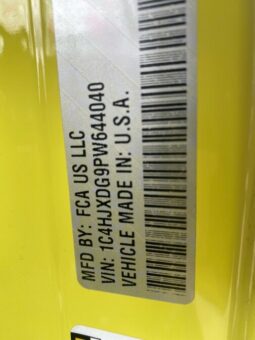 MFD BY: FCA US LLC
VIN: 1C4HJXDG9PW644040
VEHICLE MADE IN: U.S.A.